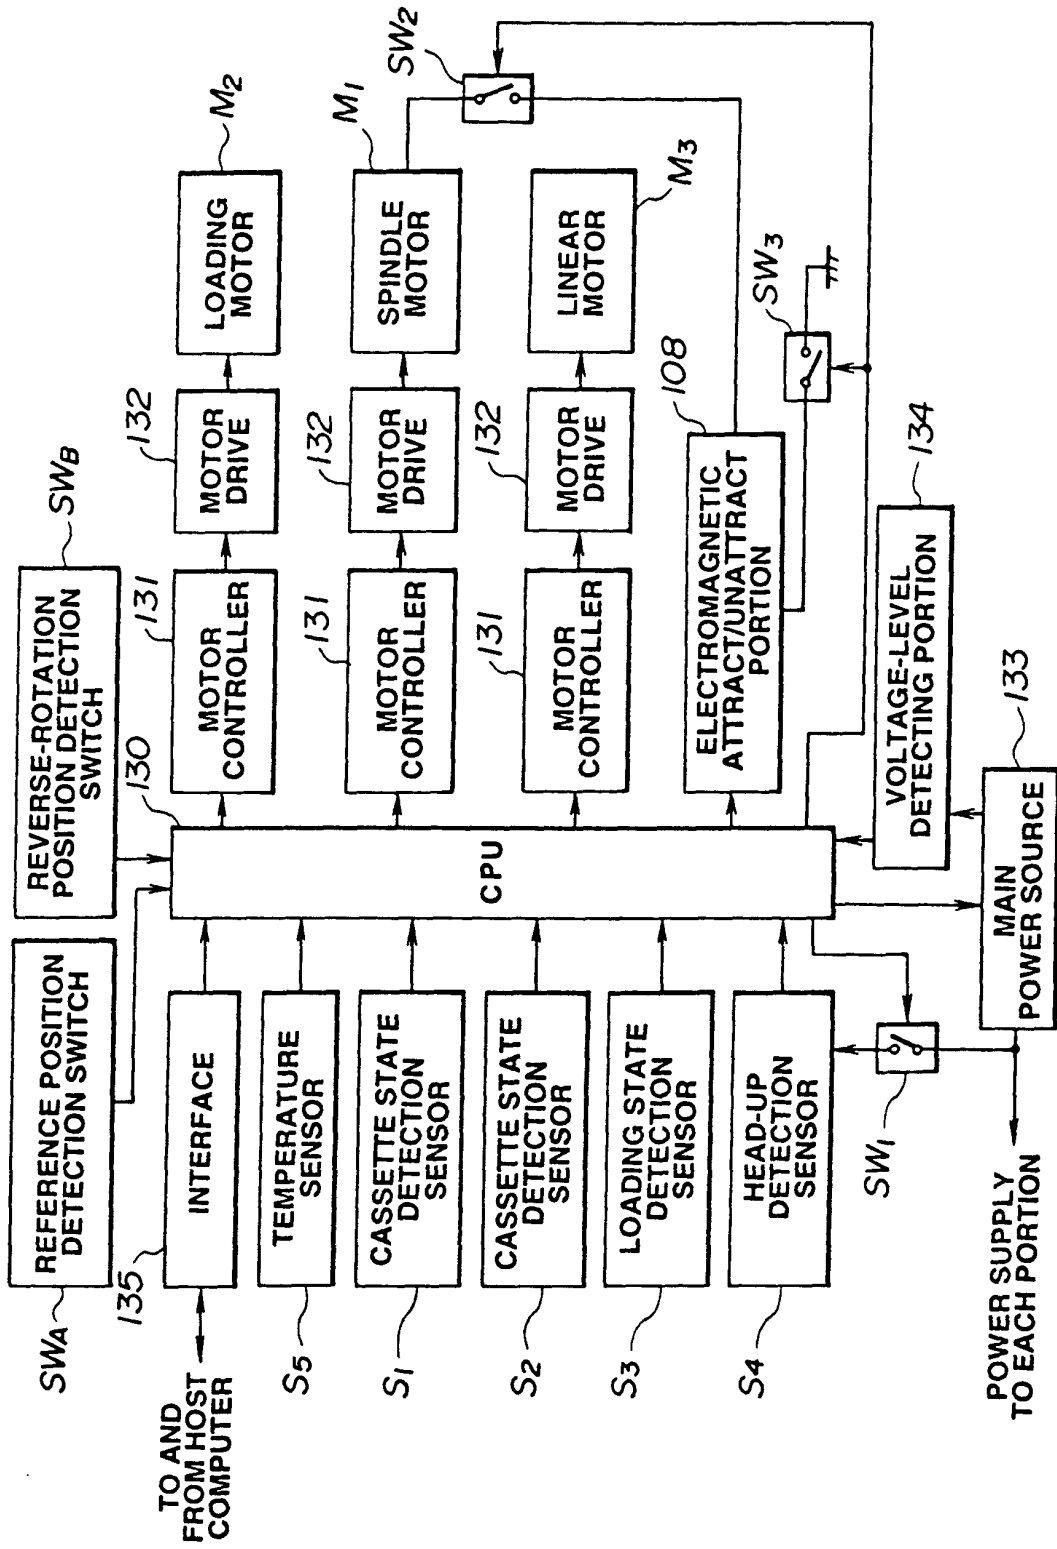 REFERENCE POSITION
DETECTION SWITCH
SWA
REVERSE-ROTATION
POSITION DETECTION
SWITCH
SWB
TO AND
FROM HOST
COMPUTER
135
INTERFACE
S5
TEMPERATURE
SENSOR
S1
CASSETTE STATE
DETECTION
SENSOR
S2
CASSETTE STATE
DETECTION
SENSOR
S3
LOADING STATE
DETECTION
SENSOR
S4
HEAD-UP
DETECTION
SENSOR
SW1
POWER SUPPLY
TO EACH PORTION
130
CPU
131
MOTOR
CONTROLLER
132
MOTOR
DRIVE
LOADING
MOTOR
M2
131
MOTOR
CONTROLLER
132
MOTOR
DRIVE
SPINDLE
MOTOR
M1
SW2
131
MOTOR
CONTROLLER
132
MOTOR
DRIVE
LINEAR
MOTOR
M3
108
ELECTROMAGNETIC
ATTRACT/UNATTRACT
PORTION
SW3
134
VOLTAGE-LEVEL
DETECTING PORTION
133
MAIN
POWER SOURCE